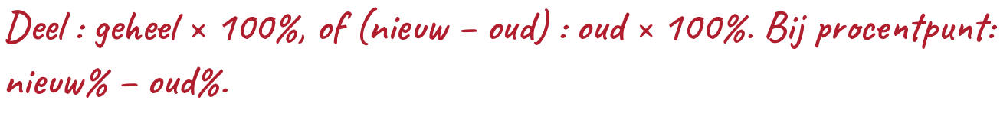 Deel : geheel × 100%, of (nieuw – oud) : oud × 100%. Bij procentpunt:
nieuw% – oud%.